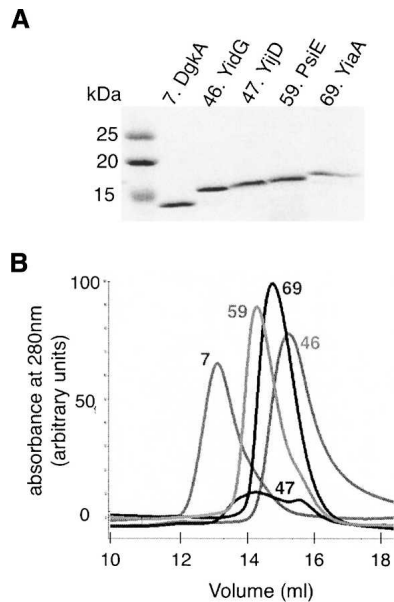 A
kDa
7. DgkA
46. YidG
47. YijD
59. PsiE
69. YiaA
25
20
15
B
absorbance at 280nm
(arbitrary units)
100
50
0
7
59
69
46
47
10
12
14
16
18
Volume (ml)